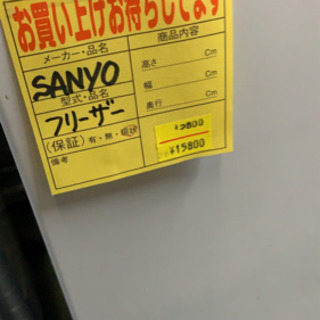 お買い上げお待ちしてます
メーカー・品名
SANYO
型式・品名
フリーザー
(保証) 有・無・現状
備考
商品内容
高さ Cm
幅 Cm
奥行 Cm
¥15800